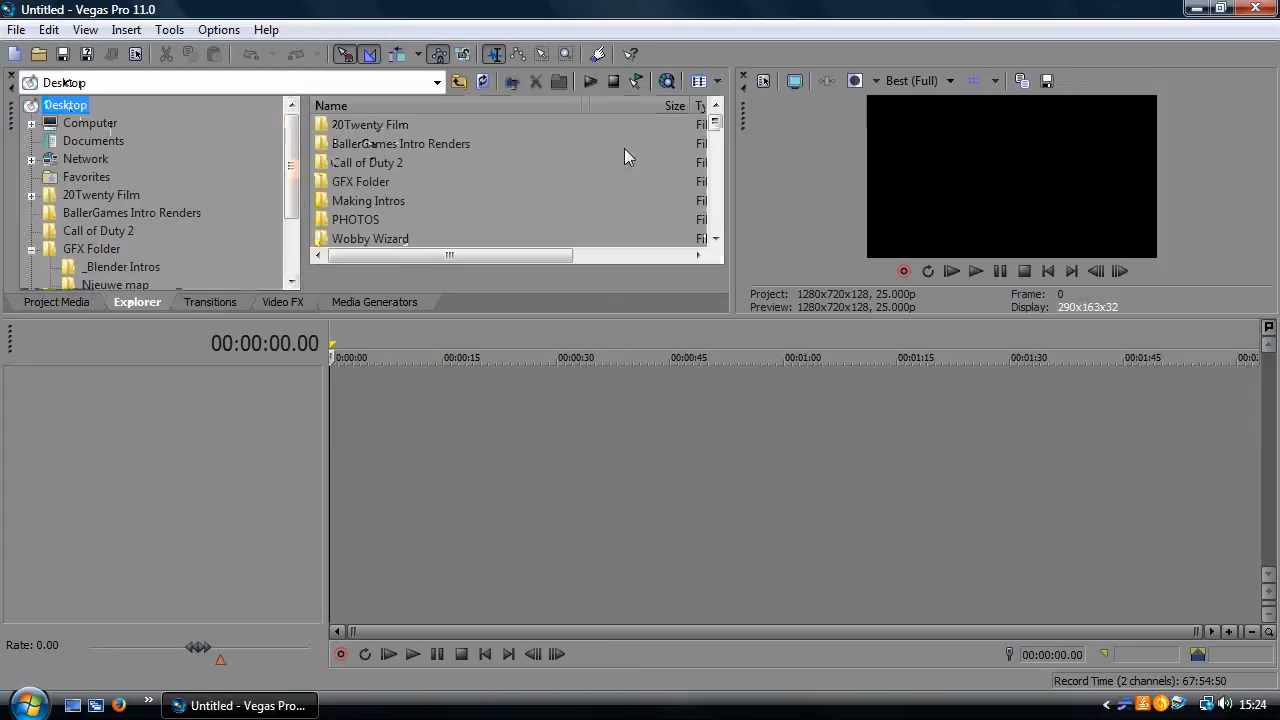 Untitled - Vegas Pro 11.0
File Edit View Insert Tools Options Help
Desktop
Best (Full)
Desktop
Computer
Documents
Network
Favorites
20Twenty Film
BallerGames Intro Renders
Call of Duty 2
GFX Folder
_Blender Intros
Nieuwe map
Name Size Ty
20Twenty Film Fil
BallerGames Intro Renders Fil
Call of Duty 2 Fil
GFX Folder Fil
Making Intros Fil
PHOTOS Fil
Wobby Wizard Fil
Project Media Explorer Transitions Video FX Media Generators
Project: 1280x720x128, 25.000p Frame: 0
Preview: 1280x720x128, 25.000p Display: 290x163x32
00:00:00.00
0:00:00 00:00:15 00:00:30 00:00:45 00:01:00 00:01:15 00:01:30 00:01:45 00:0
Rate: 0.00
00:00:00.00
Record Time (2 channels): 67:54:50
Untitled - Vegas Pro...
15:24